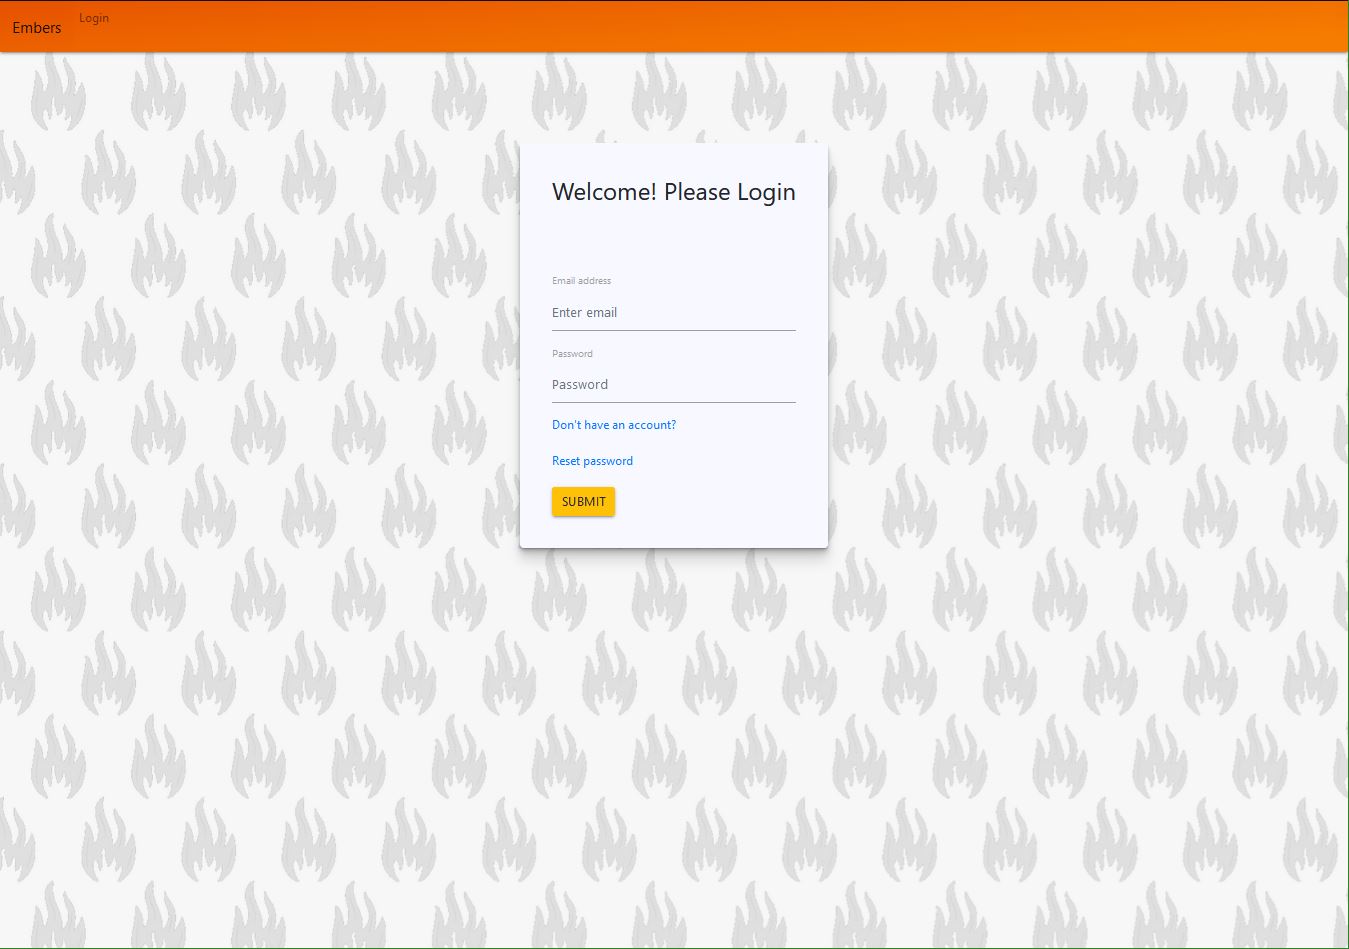 Embers
Login
Welcome! Please Login
Email address
Enter email
Password
Password
Don't have an account?
Reset password
SUBMIT